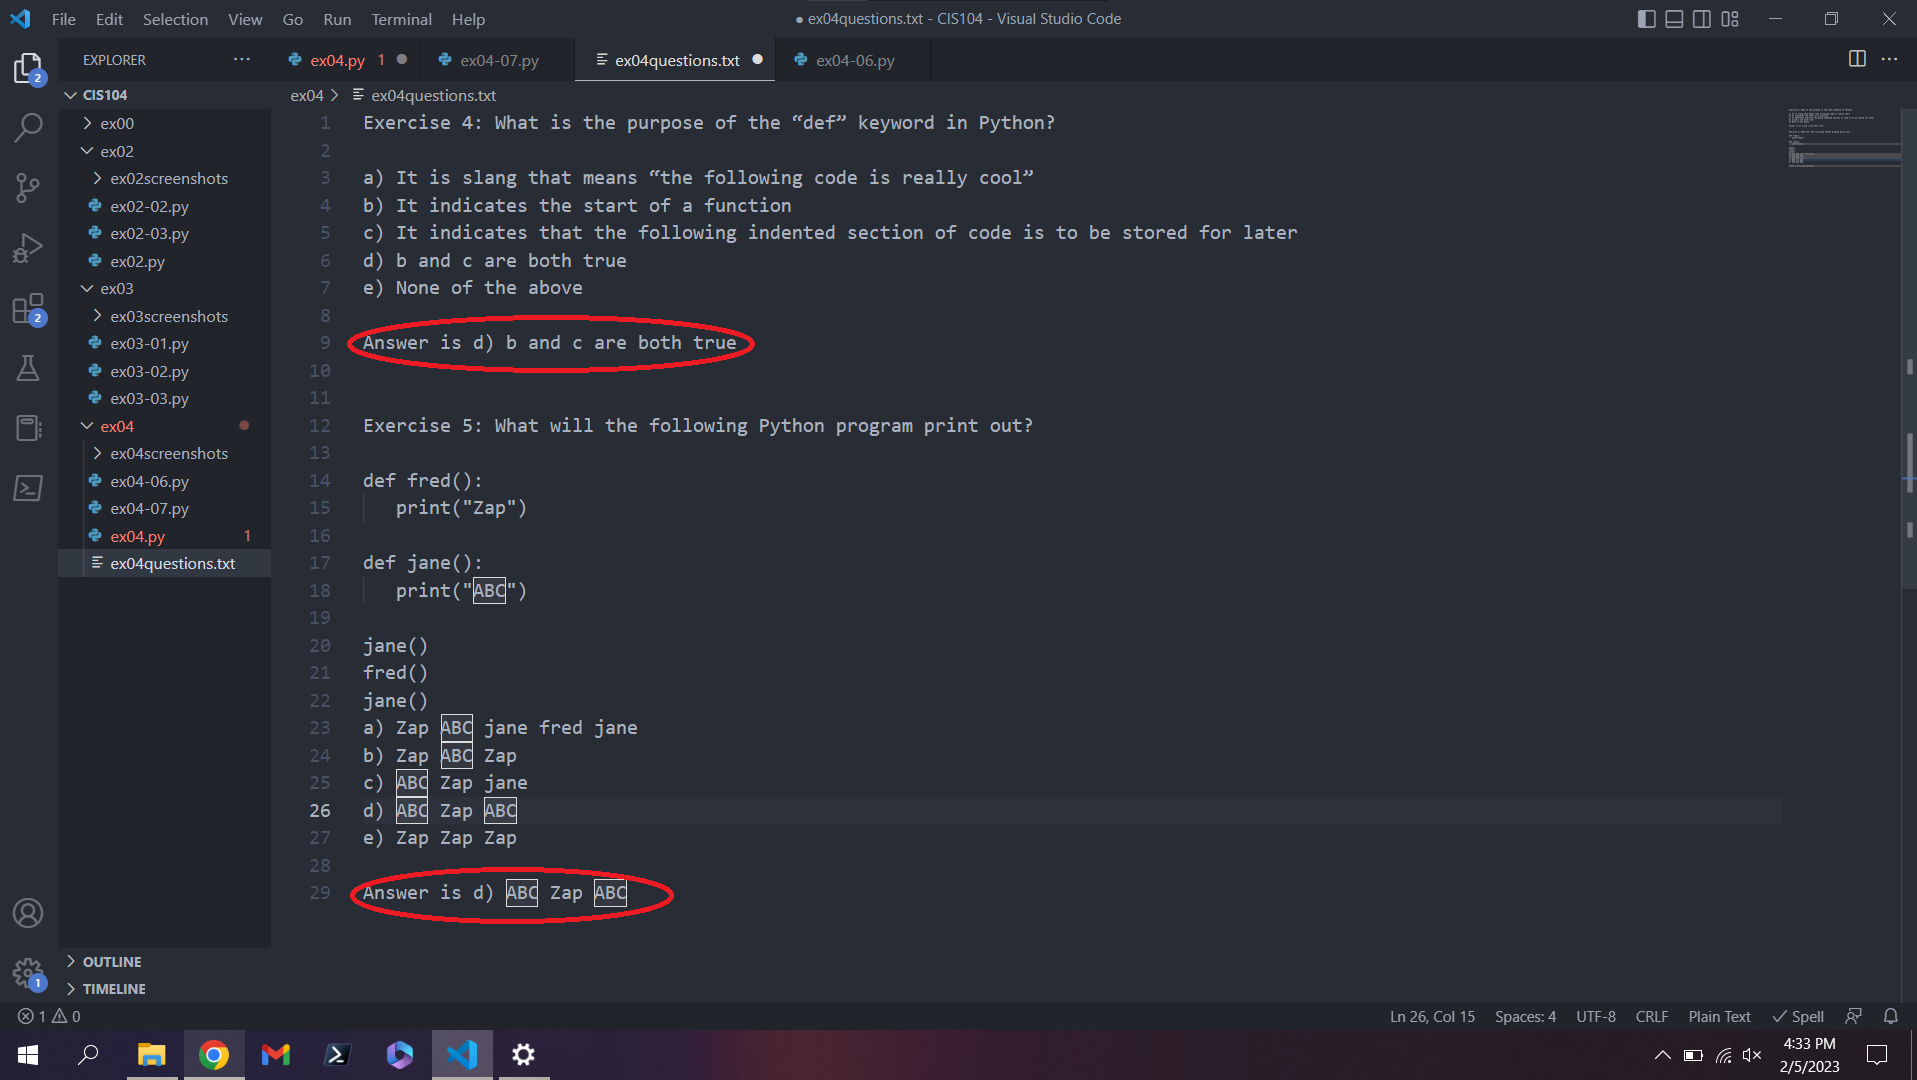 File Edit Selection View Go Run Terminal Help
● ex04questions.txt - CIS104 - Visual Studio Code
EXPLORER
ex04.py 1
ex04-07.py
ex04questions.txt
ex04-06.py
CIS104
ex00
ex02
ex02screenshots
ex02-02.py
ex02-03.py
ex02.py
ex03
ex03screenshots
ex03-01.py
ex03-02.py
ex03-03.py
ex04
ex04screenshots
ex04-06.py
ex04-07.py
ex04.py 1
ex04questions.txt
OUTLINE
TIMELINE
2
2
1
ex04 > ex04questions.txt
1 Exercise 4: What is the purpose of the “def” keyword in Python?
2
3 a) It is slang that means “the following code is really cool”
4 b) It indicates the start of a function
5 c) It indicates that the following indented section of code is to be stored for later
6 d) b and c are both true
7 e) None of the above
8
9 Answer is d) b and c are both true
10
11
12 Exercise 5: What will the following Python program print out?
13
14 def fred():
15 print("Zap")
16
17 def jane():
18 print("ABC")
19
20 jane()
21 fred()
22 jane()
23 a) Zap ABC jane fred jane
24 b) Zap ABC Zap
25 c) ABC Zap jane
26 d) ABC Zap ABC
27 e) Zap Zap Zap
28
29 Answer is d) ABC Zap ABC
1 0
Ln 26, Col 15 Spaces: 4 UTF-8 CRLF Plain Text Spell
4:33 PM
2/5/2023